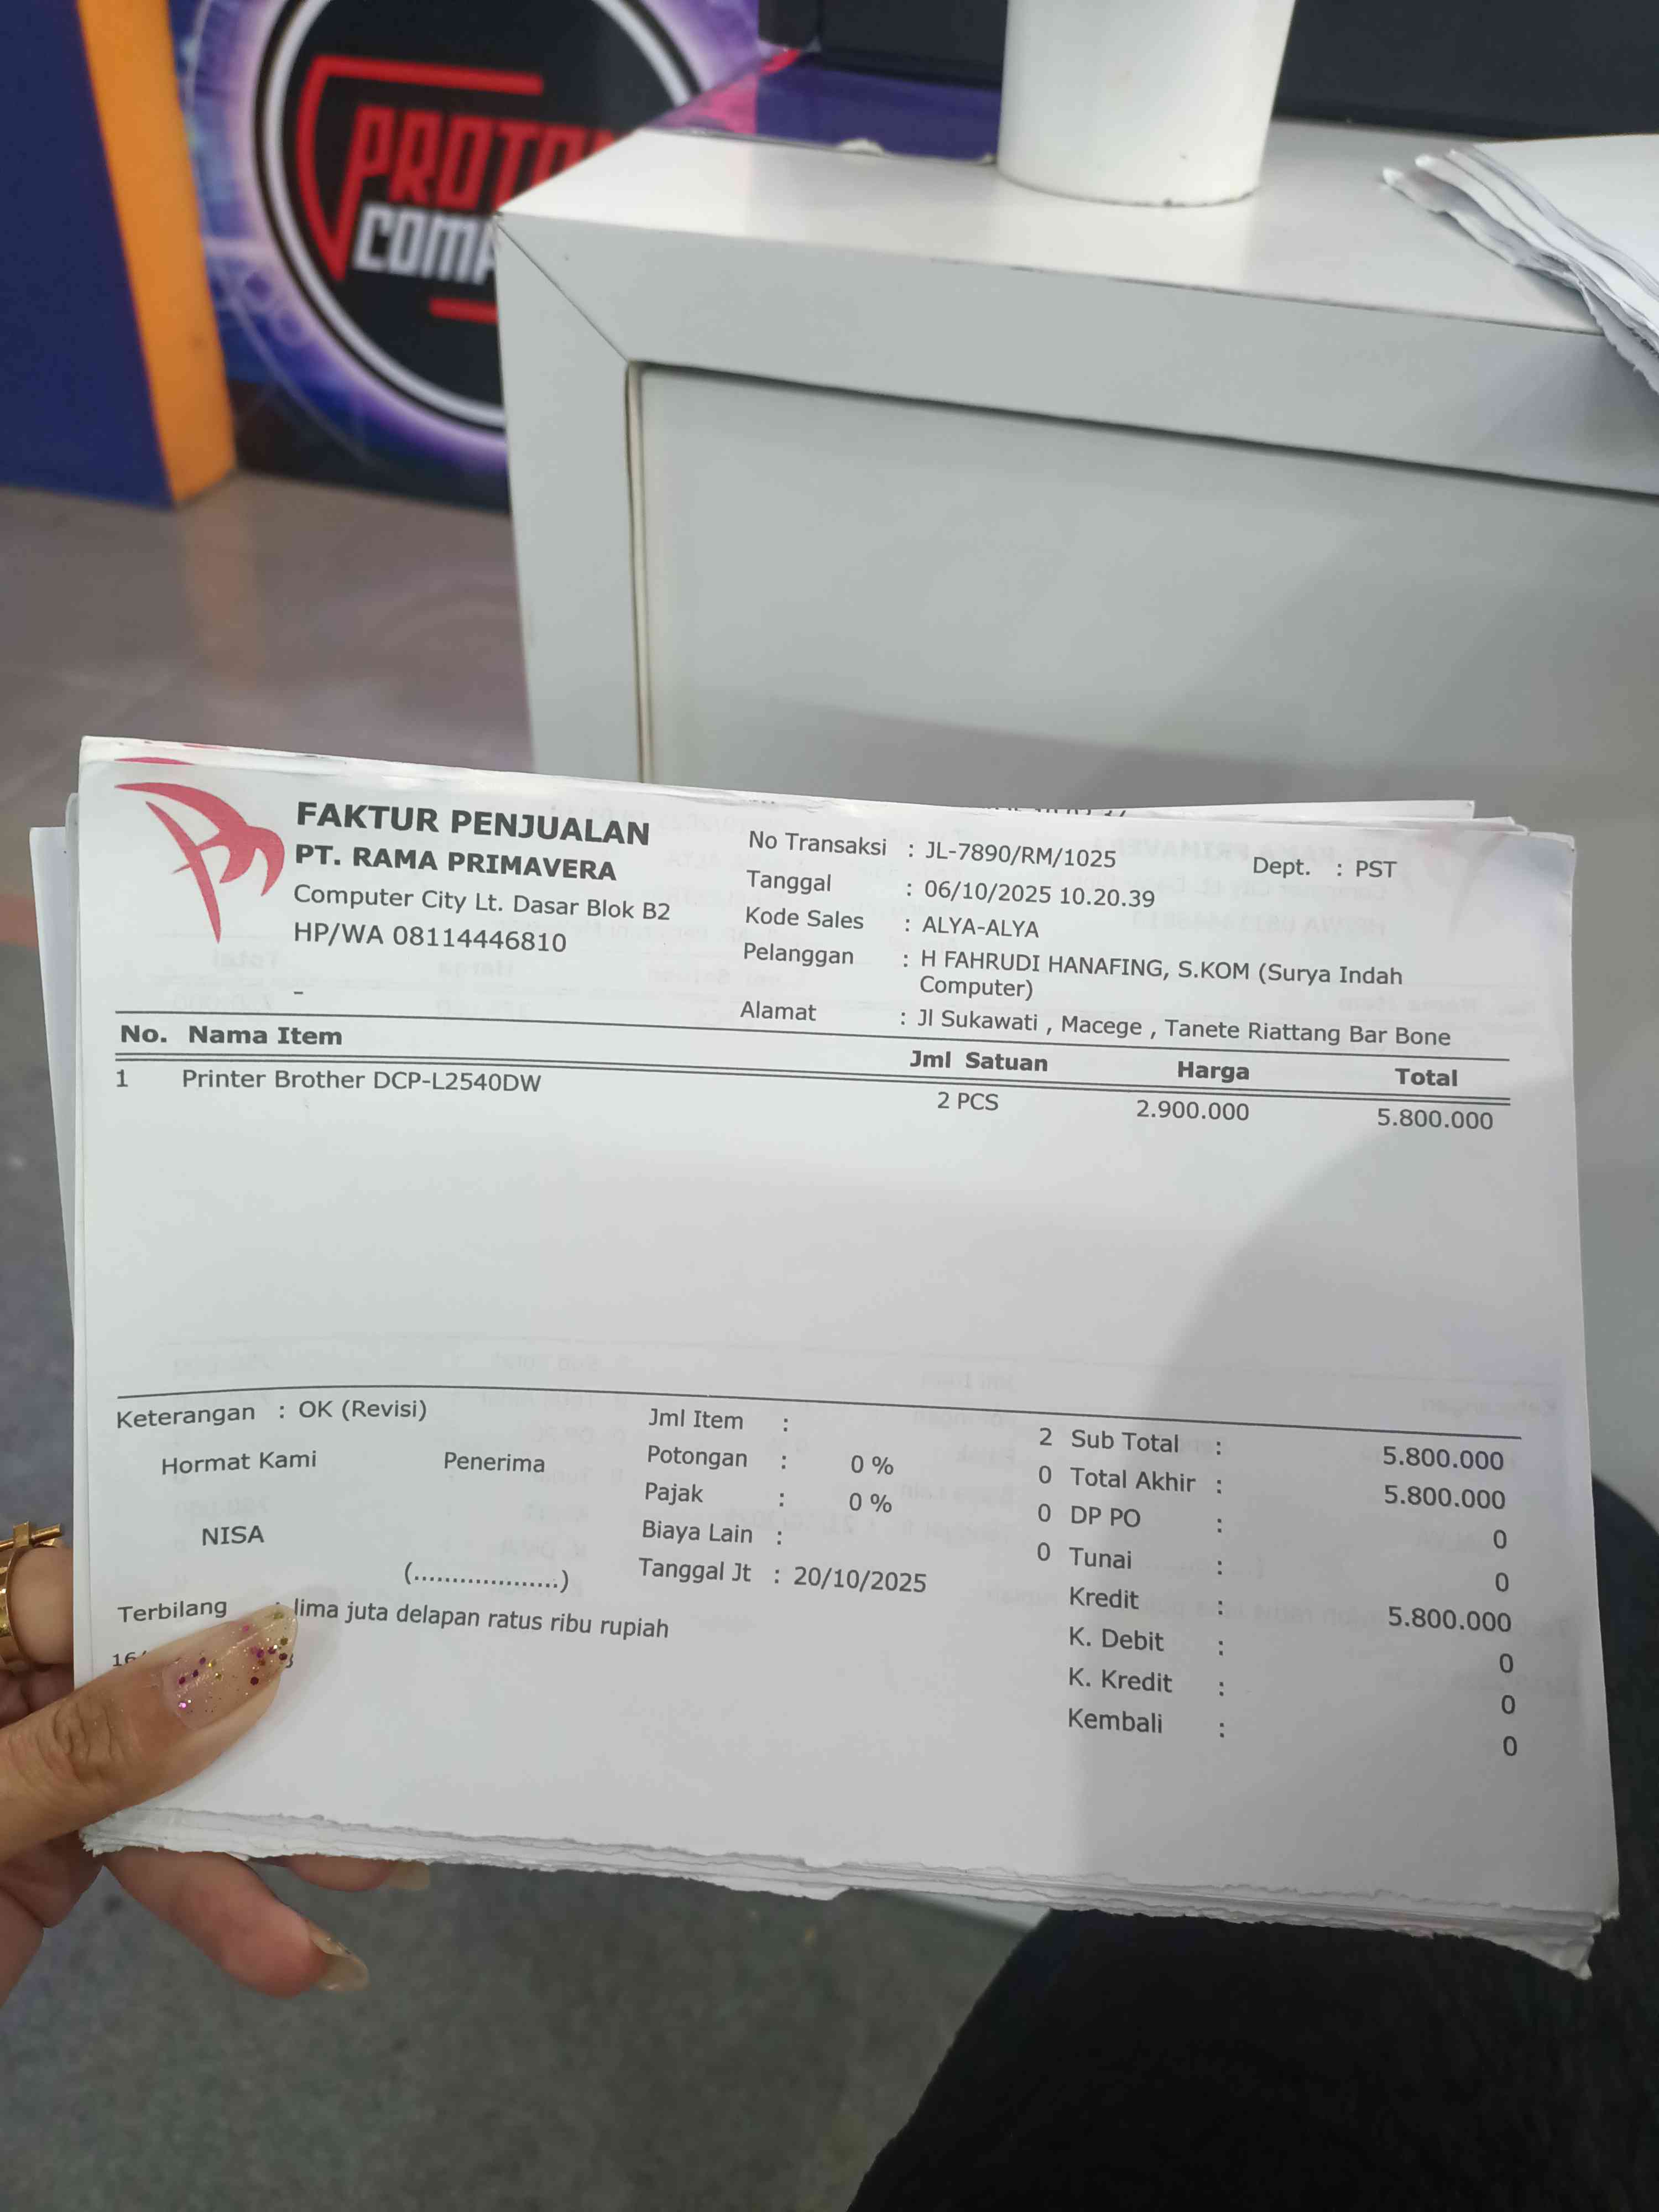 FAKTUR PENJUALAN
PT. RAMA PRIMAVERA
Computer City Lt. Dasar Blok B2
HP/WA 08114446810
-
No Transaksi : JL-7890/RM/1025 Dept. : PST
Tanggal : 06/10/2025 10.20.39
Kode Sales : ALYA-ALYA
Pelanggan : H FAHRUDI HANAFING, S.KOM (Surya Indah
Computer)
Alamat : Jl Sukawati , Macege , Tanete Riattang Bar Bone
No. Nama Item Jml Satuan Harga Total
1 Printer Brother DCP-L2540DW 2 PCS 2.900.000 5.800.000
Keterangan : OK (Revisi)
Hormat Kami Penerima
NISA
(...................)
Terbilang : lima juta delapan ratus ribu rupiah
Jml Item : 2
Potongan : 0 % 0
Pajak : 0 % 0
Biaya Lain : 0
Tanggal Jt : 20/10/2025
Sub Total : 5.800.000
Total Akhir : 5.800.000
DP PO : 0
Tunai : 0
Kredit : 5.800.000
K. Debit : 0
K. Kredit : 0
Kembali : 0